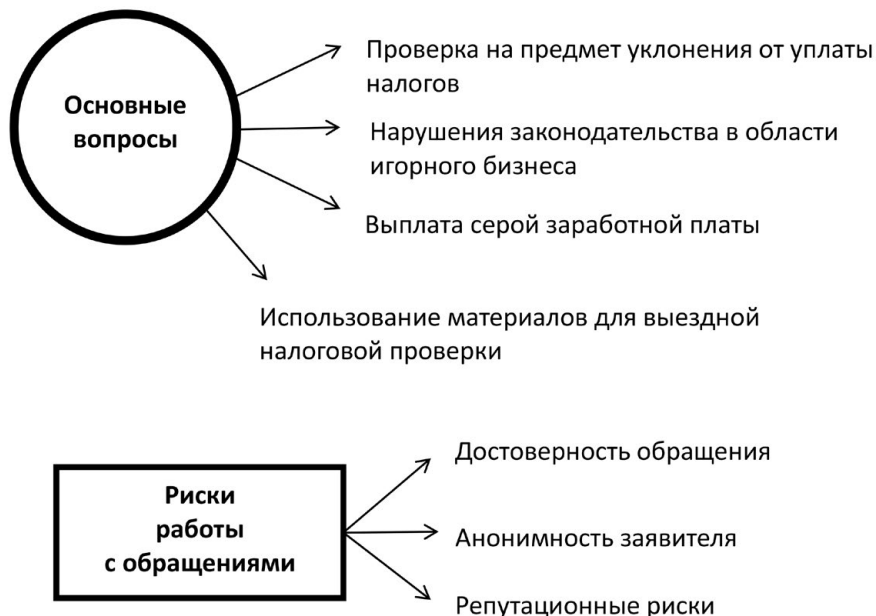 Основные
вопросы
Проверка на предмет уклонения от уплаты
налогов
Нарушения законодательства в области
игорного бизнеса
Выплата серой заработной платы
Использование материалов для выездной
налоговой проверки
Риски
работы
с обращениями
Достоверность обращения
Анонимность заявителя
Репутационные риски